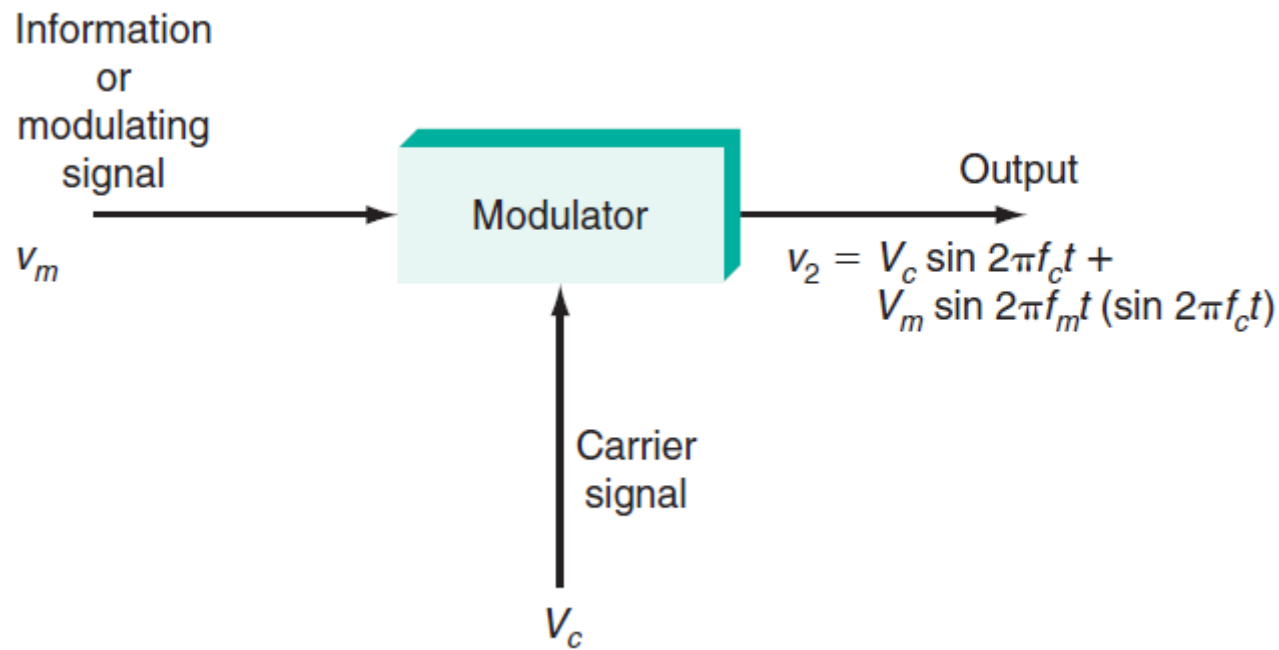 Information
or
modulating
signal
v_m
Modulator
Output
v_2 = V_c sin 2πf_ct +
V_m sin 2πf_mt (sin 2πf_ct)
Carrier
signal
V_c